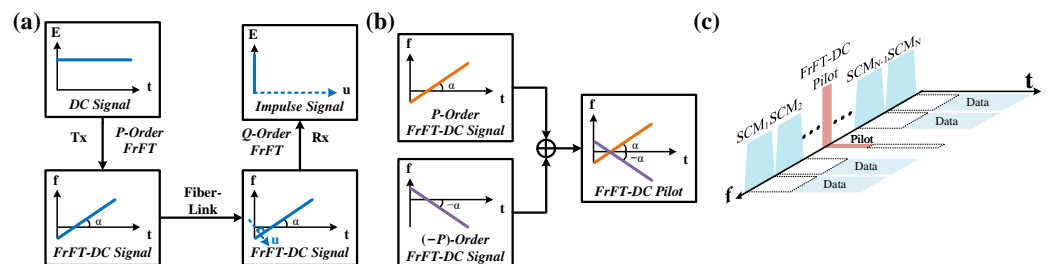 (a)
E
t
DC Signal
u
Impulse Signal
Tx
P-Order
FrFT
Q-Order
FrFT
Rx
f
α
t
FrFT-DC Signal
Fiber-
Link
f
α
u
t
FrFT-DC Signal
(b)
f
α
t
P-Order
FrFT-DC Signal
f
−α
t
(−P)-Order
FrFT-DC Signal
f
α
−α
t
FrFT-DC Pilot
(c)
SCM1
SCM2
FrFT-DC
Pilot
SCMN-1
SCMN
t
Data
Data
Pilot
Data
Data
f